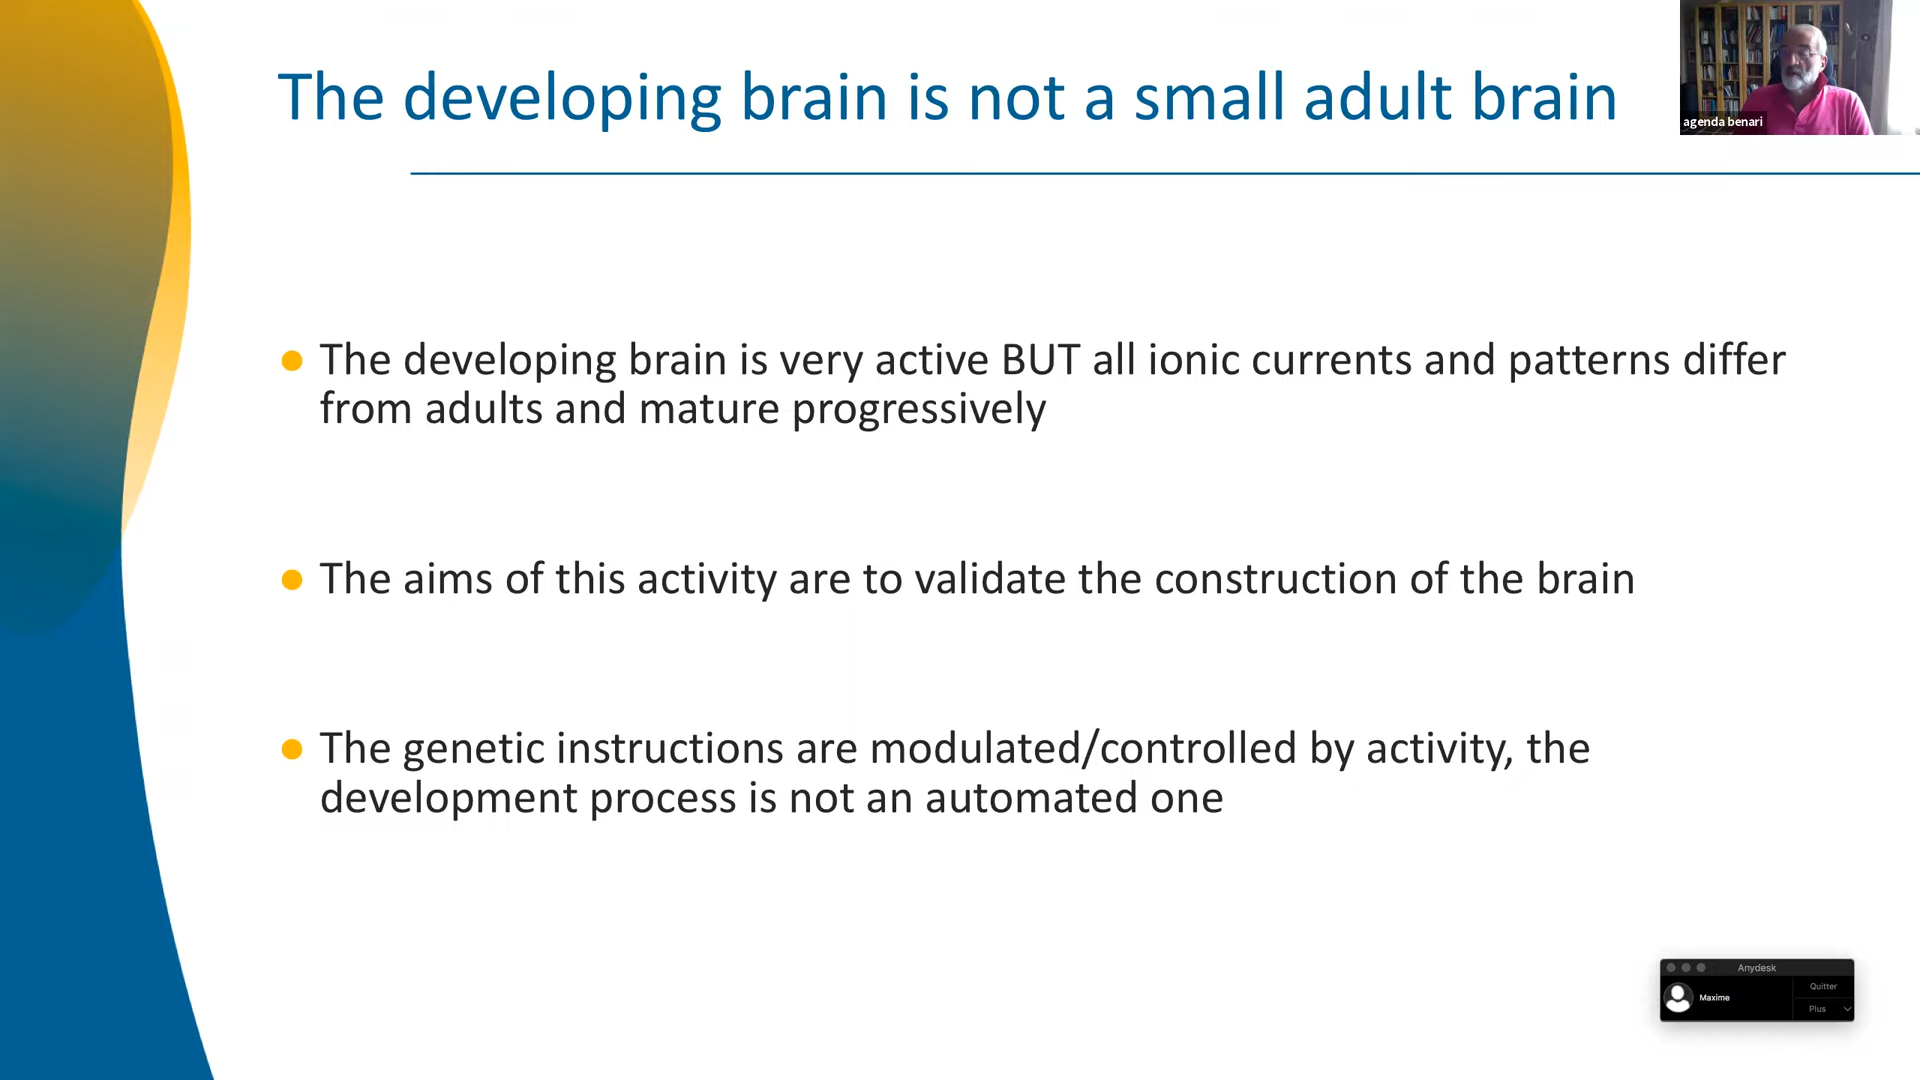 The developing brain is not a small adult brain
agenda benari
● The developing brain is very active BUT all ionic currents and patterns differ
from adults and mature progressively
● The aims of this activity are to validate the construction of the brain
● The genetic instructions are modulated/controlled by activity, the
development process is not an automated one
Anydesk
Maxime
Quitter
Plus